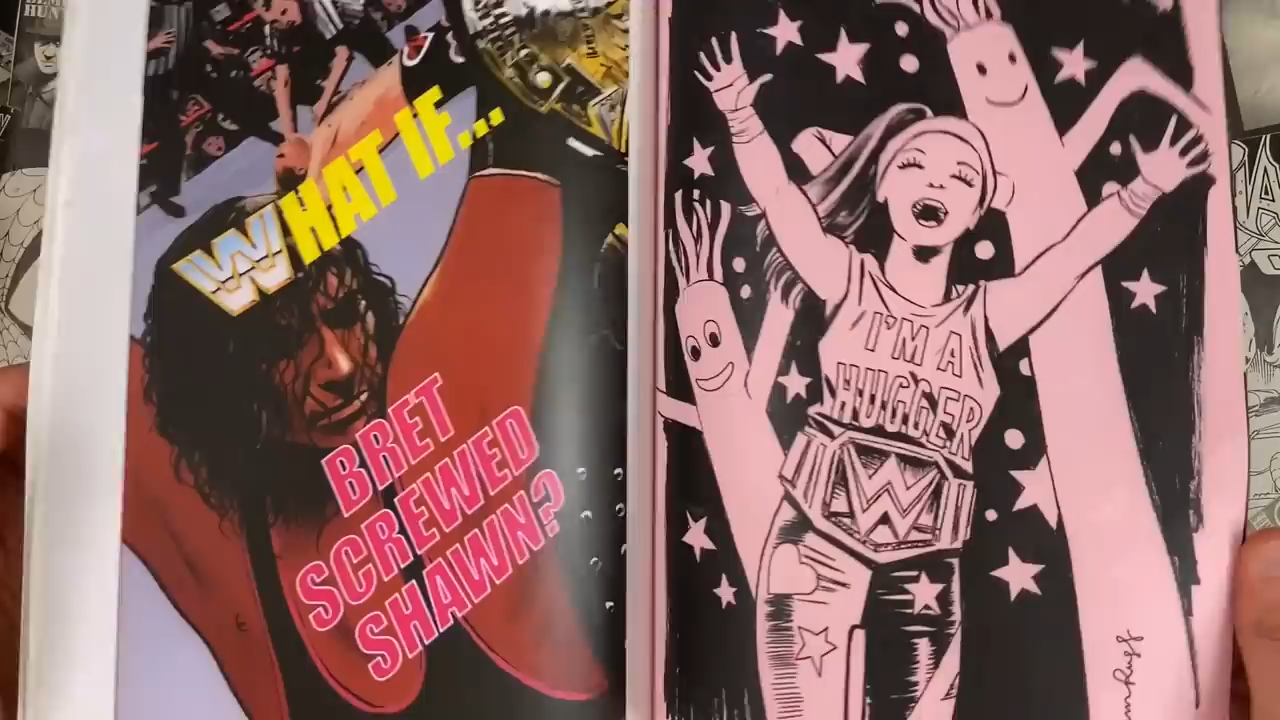 WHAT IF...
BRET
SCREWED
SHAWN?
I'M A
HUGGER
W